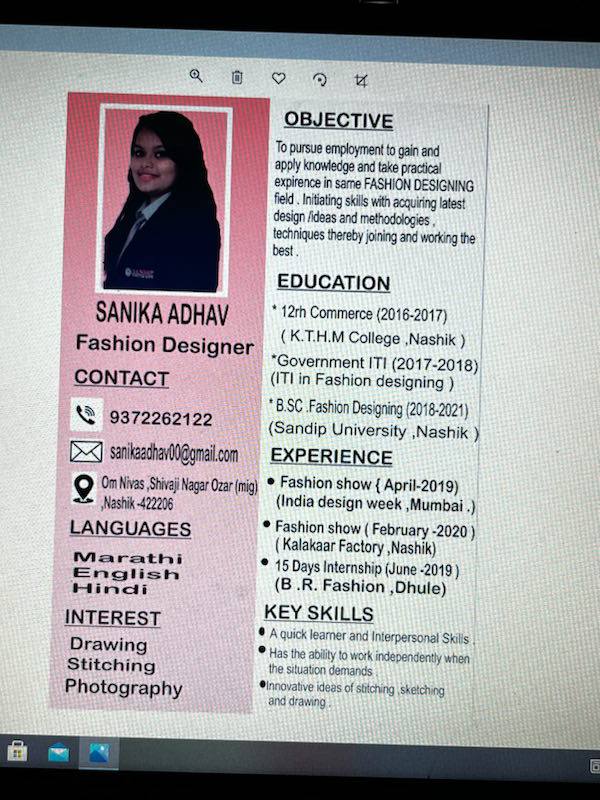 SANIKA ADHAV
Fashion Designer
CONTACT
9372262122
sanikaadhav00@gmail.com
Om Nivas ,Shivaji Nagar Ozar (mig)
,Nashik -422206
LANGUAGES
Marathi
English
Hindi
INTEREST
Drawing
Stitching
Photography
OBJECTIVE
To pursue employment to gain and
apply knowledge and take practical
expirence in same FASHION DESIGNING
field . Initiating skills with acquiring latest
design /ideas and methodologies ,
techniques thereby joining and working the
best .
EDUCATION
* 12rh Commerce (2016-2017)
( K.T.H.M College ,Nashik )
*Government ITI (2017-2018)
(ITI in Fashion designing )
* B.SC .Fashion Designing (2018-2021)
(Sandip University ,Nashik )
EXPERIENCE
• Fashion show { April-2019)
(India design week ,Mumbai .)
• Fashion show ( February -2020 )
( Kalakaar Factory ,Nashik)
• 15 Days Internship (June -2019 )
(B .R. Fashion ,Dhule)
KEY SKILLS
• A quick learner and Interpersonal Skills .
• Has the ability to work independently when
the situation demands .
•Innovative ideas of stitching ,sketching
and drawing .